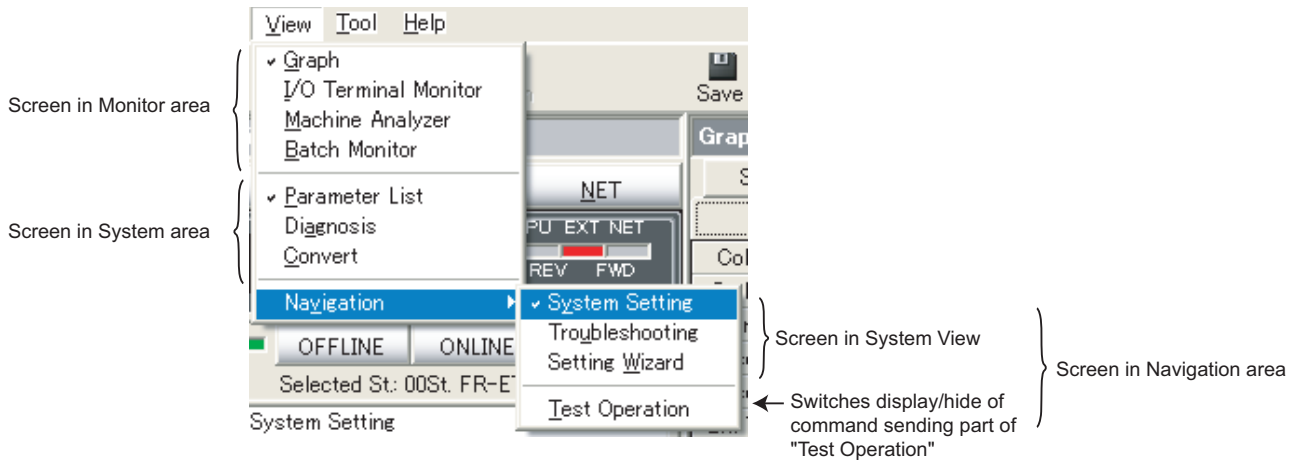 View Tool Help
Graph
I/O Terminal Monitor
Machine Analyzer
Batch Monitor
Screen in Monitor area
Save
Grap
Parameter List
Diagnosis
Convert
Screen in System area
NET
PU EXT NET
REV FWD
Col
Navigation
System Setting
Troubleshooting
Setting Wizard
Test Operation
Screen in System View
Screen in Navigation area
Switches display/hide of
command sending part of
"Test Operation"
OFFLINE ONLINE
Selected St.: 00St. FR-E
System Setting